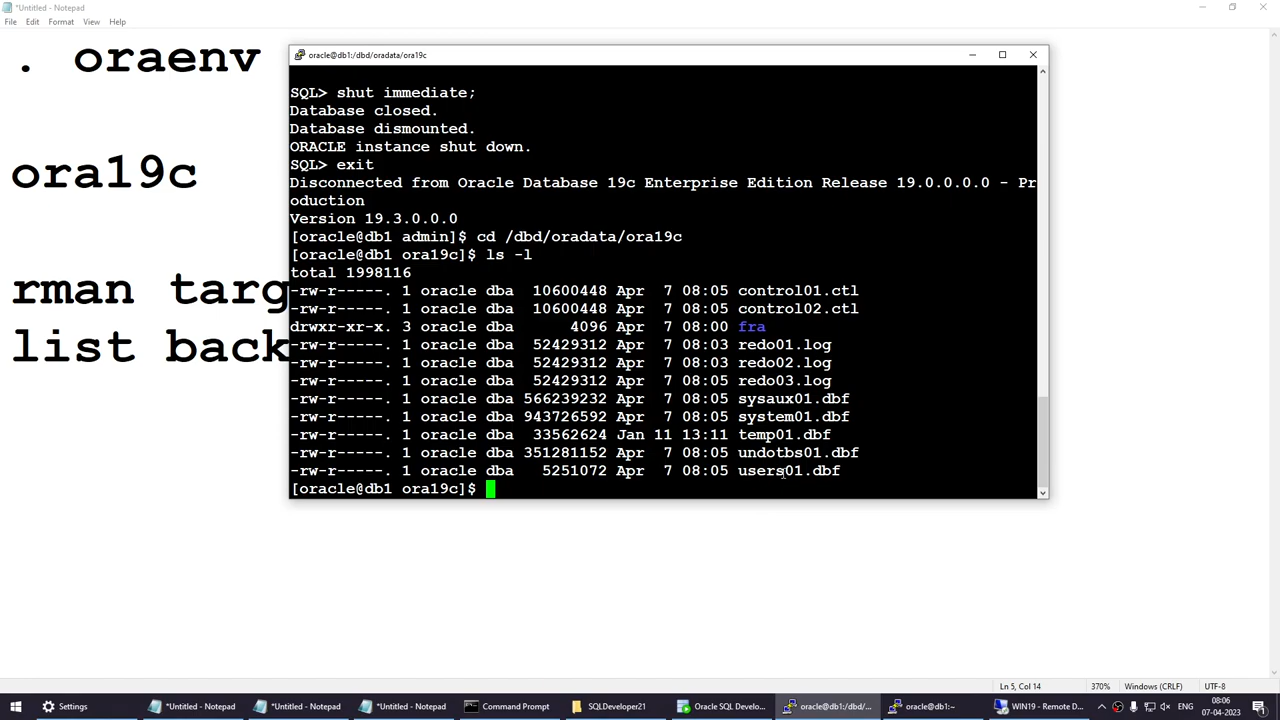 *Untitled - Notepad
File Edit Format View Help
. oraenv
ora19c
rman targ
list back
oracle@db1:/dbd/oradata/ora19c
SQL> shut immediate;
Database closed.
Database dismounted.
ORACLE instance shut down.
SQL> exit
Disconnected from Oracle Database 19c Enterprise Edition Release 19.0.0.0.0 - Pr
oduction
Version 19.3.0.0.0
[oracle@db1 admin]$ cd /dbd/oradata/ora19c
[oracle@db1 ora19c]$ ls -l
total 1998116
-rw-r-----. 1 oracle dba  10600448 Apr  7 08:05 control01.ctl
-rw-r-----. 1 oracle dba  10600448 Apr  7 08:05 control02.ctl
drwxr-xr-x. 3 oracle dba      4096 Apr  7 08:00 fra
-rw-r-----. 1 oracle dba  52429312 Apr  7 08:03 redo01.log
-rw-r-----. 1 oracle dba  52429312 Apr  7 08:05 redo02.log
-rw-r-----. 1 oracle dba  52429312 Apr  7 08:05 redo03.log
-rw-r-----. 1 oracle dba 566239232 Apr  7 08:05 sysaux01.dbf
-rw-r-----. 1 oracle dba 943726592 Apr  7 08:05 system01.dbf
-rw-r-----. 1 oracle dba  33562624 Jan 11 13:11 temp01.dbf
-rw-r-----. 1 oracle dba 351281152 Apr  7 08:05 undotbs01.dbf
-rw-r-----. 1 oracle dba   5251072 Apr  7 08:05 users01.dbf
[oracle@db1 ora19c]$
Ln 5, Col 14 370% Windows (CRLF) UTF-8
Settings *Untitled - Notepad *Untitled - Notepad *Untitled - Notepad Command Prompt SQLDeveloper21 Oracle SQL Develo... oracle@db1:/dbd/... oracle@db1:~ WIN19 - Remote D... ENG 08:06
07-04-2023